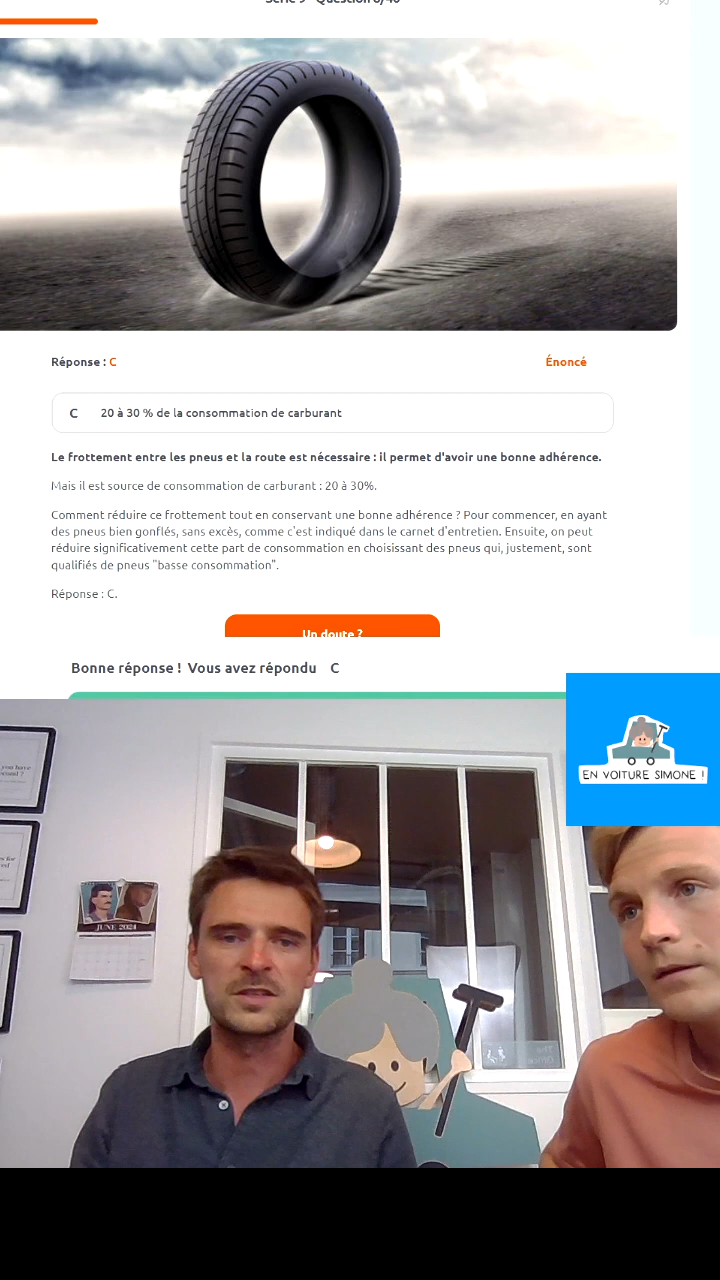 Réponse : C
Énoncé
C 20 à 30 % de la consommation de carburant
Le frottement entre les pneus et la route est nécessaire : il permet d'avoir une bonne adhérence.
Mais il est source de consommation de carburant : 20 à 30%.
Comment réduire ce frottement tout en conservant une bonne adhérence ? Pour commencer, en ayant
des pneus bien gonflés, sans excès, comme c'est indiqué dans le carnet d'entretien. Ensuite, on peut
réduire significativement cette part de consommation en choisissant des pneus qui, justement, sont
qualifiés de pneus "basse consommation".
Réponse : C.
Un doute ?
Bonne réponse ! Vous avez répondu C
EN VOITURE SIMONE !
you have
JUNE 2024